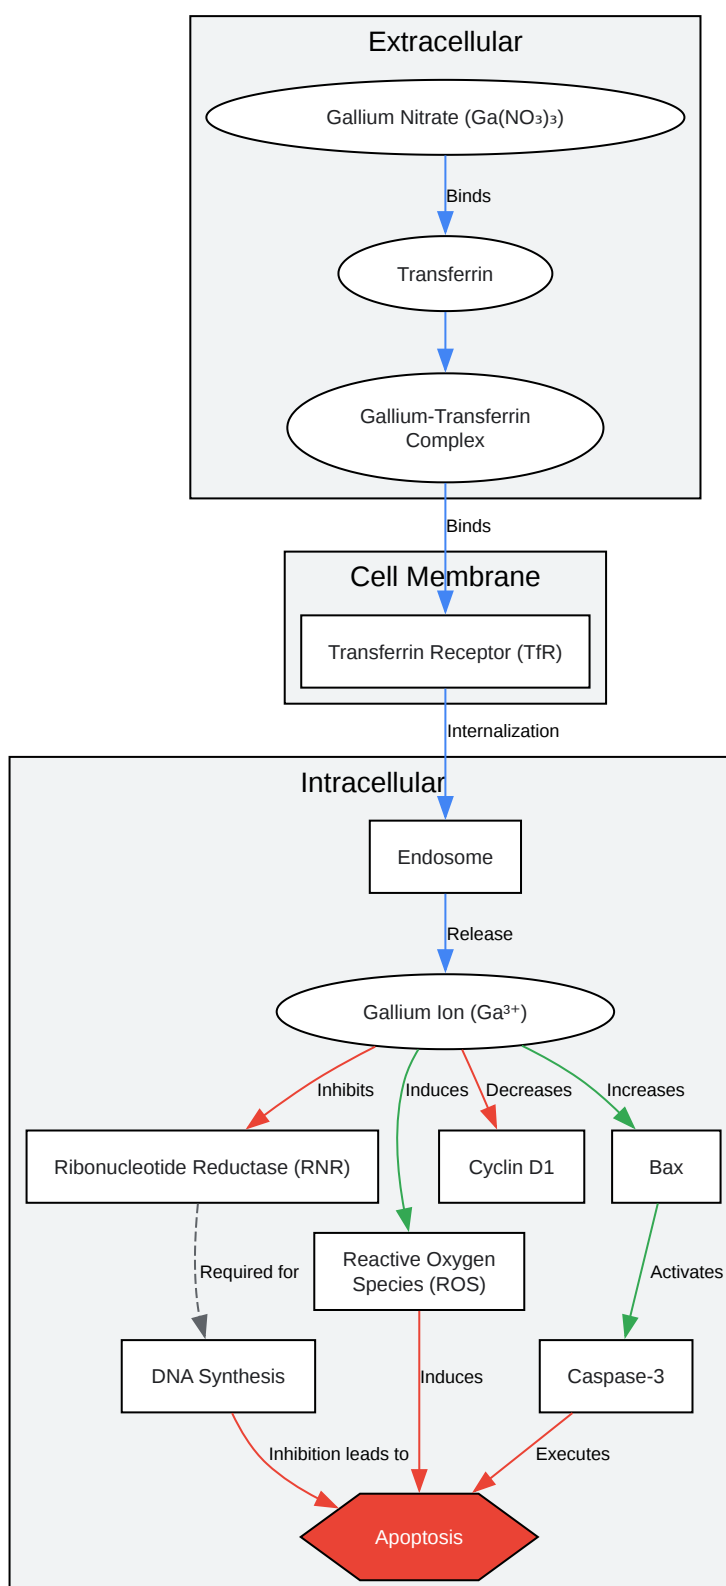 Extracellular
Gallium Nitrate (Ga(NO₃)₃)
Binds
Transferrin
Gallium-Transferrin
Complex
Binds
Cell Membrane
Transferrin Receptor (TfR)
Internalization
Intracellular
Endosome
Release
Gallium Ion (Ga³⁺)
Inhibits
Induces
Decreases
Increases
Ribonucleotide Reductase (RNR)
Cyclin D1
Bax
Required for
Reactive Oxygen
Species (ROS)
Activates
DNA Synthesis
Induces
Caspase-3
Inhibition leads to
Executes
Apoptosis